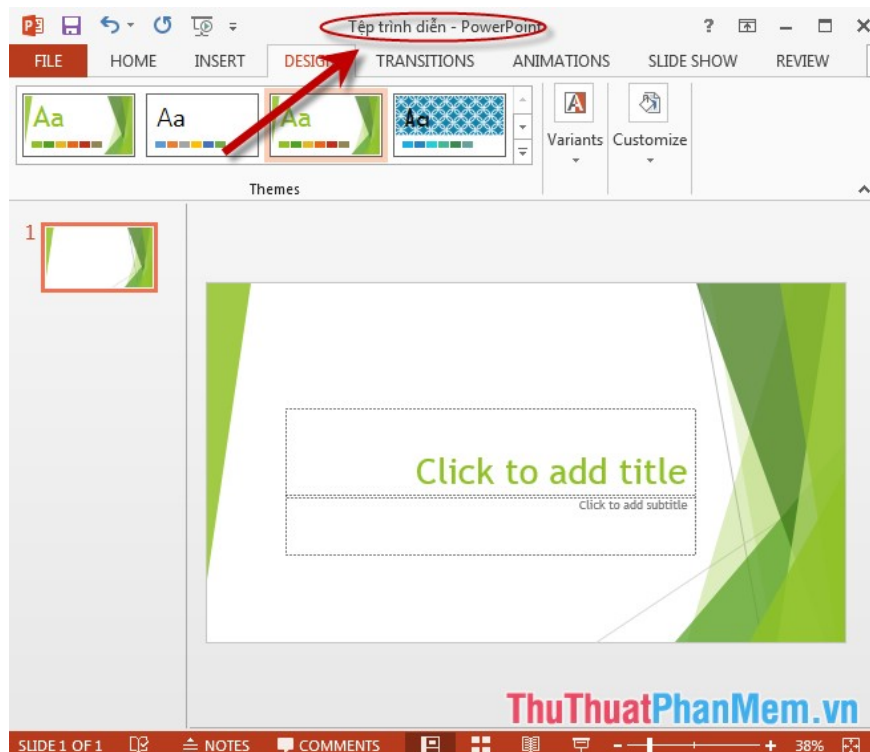 Tệp trình diễn - PowerPoint
FILE HOME INSERT DESIGN TRANSITIONS ANIMATIONS SLIDE SHOW REVIEW
Aa Aa Aa Aa
Variants Customize
Themes
1
Click to add title
Click to add subtitle
ThuThuatPhanMem.vn
SLIDE 1 OF 1 NOTES COMMENTS 38%